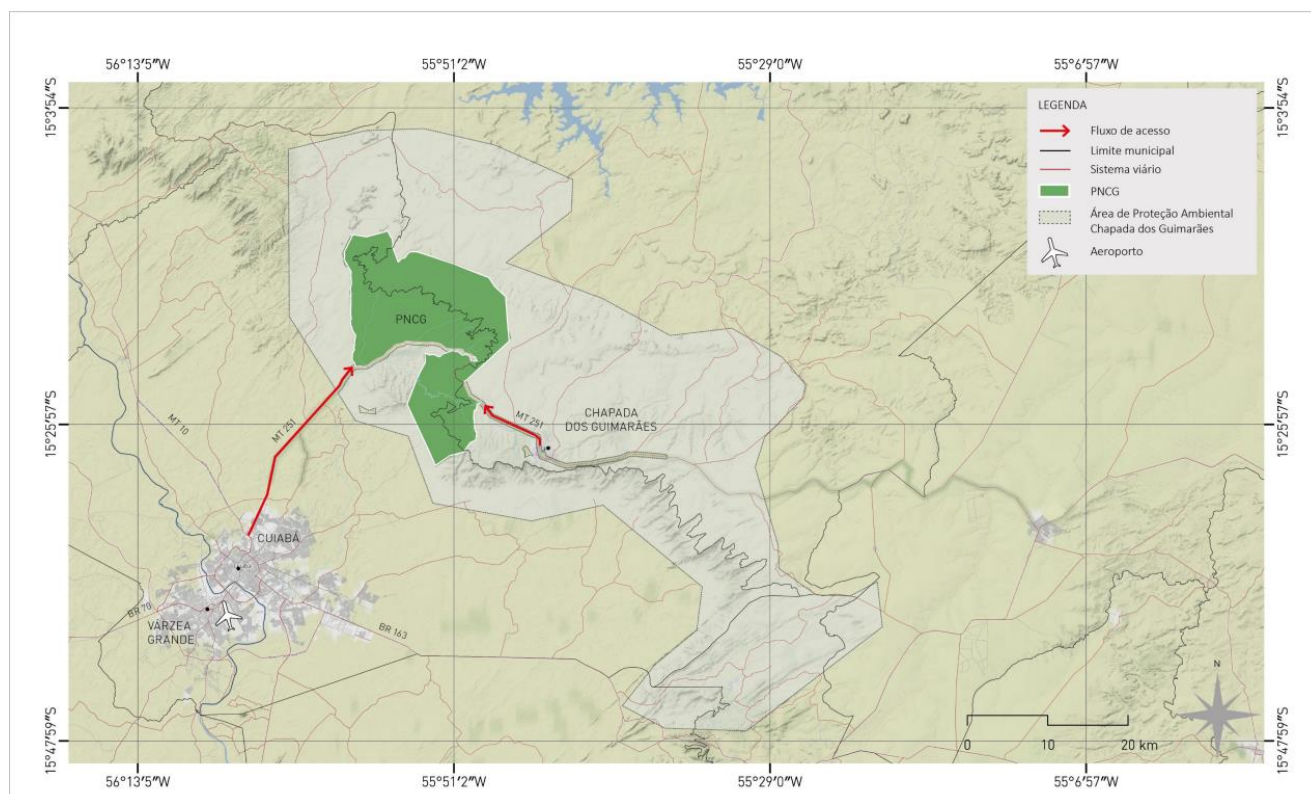 56°13′5″W
55°51′2″W
55°29′0″W
55°6′57″W
15°3′54″S
15°3′54″S
LEGENDA
Fluxo de acesso
Limite municipal
Sistema viário
PNCG
Área de Proteção Ambiental
Chapada dos Guimarães
Aeroporto
PNCG
MT 251
CHAPADA
DOS GUIMARÃES
15°25′57″S
15°25′57″S
MT 10
MT 251
CUIABÁ
BR 70
VÁRZEA
GRANDE
BR 163
N
0 10 20 km
15°47′59″S
15°47′59″S
56°13′5″W
55°51′2″W
55°29′0″W
55°6′57″W